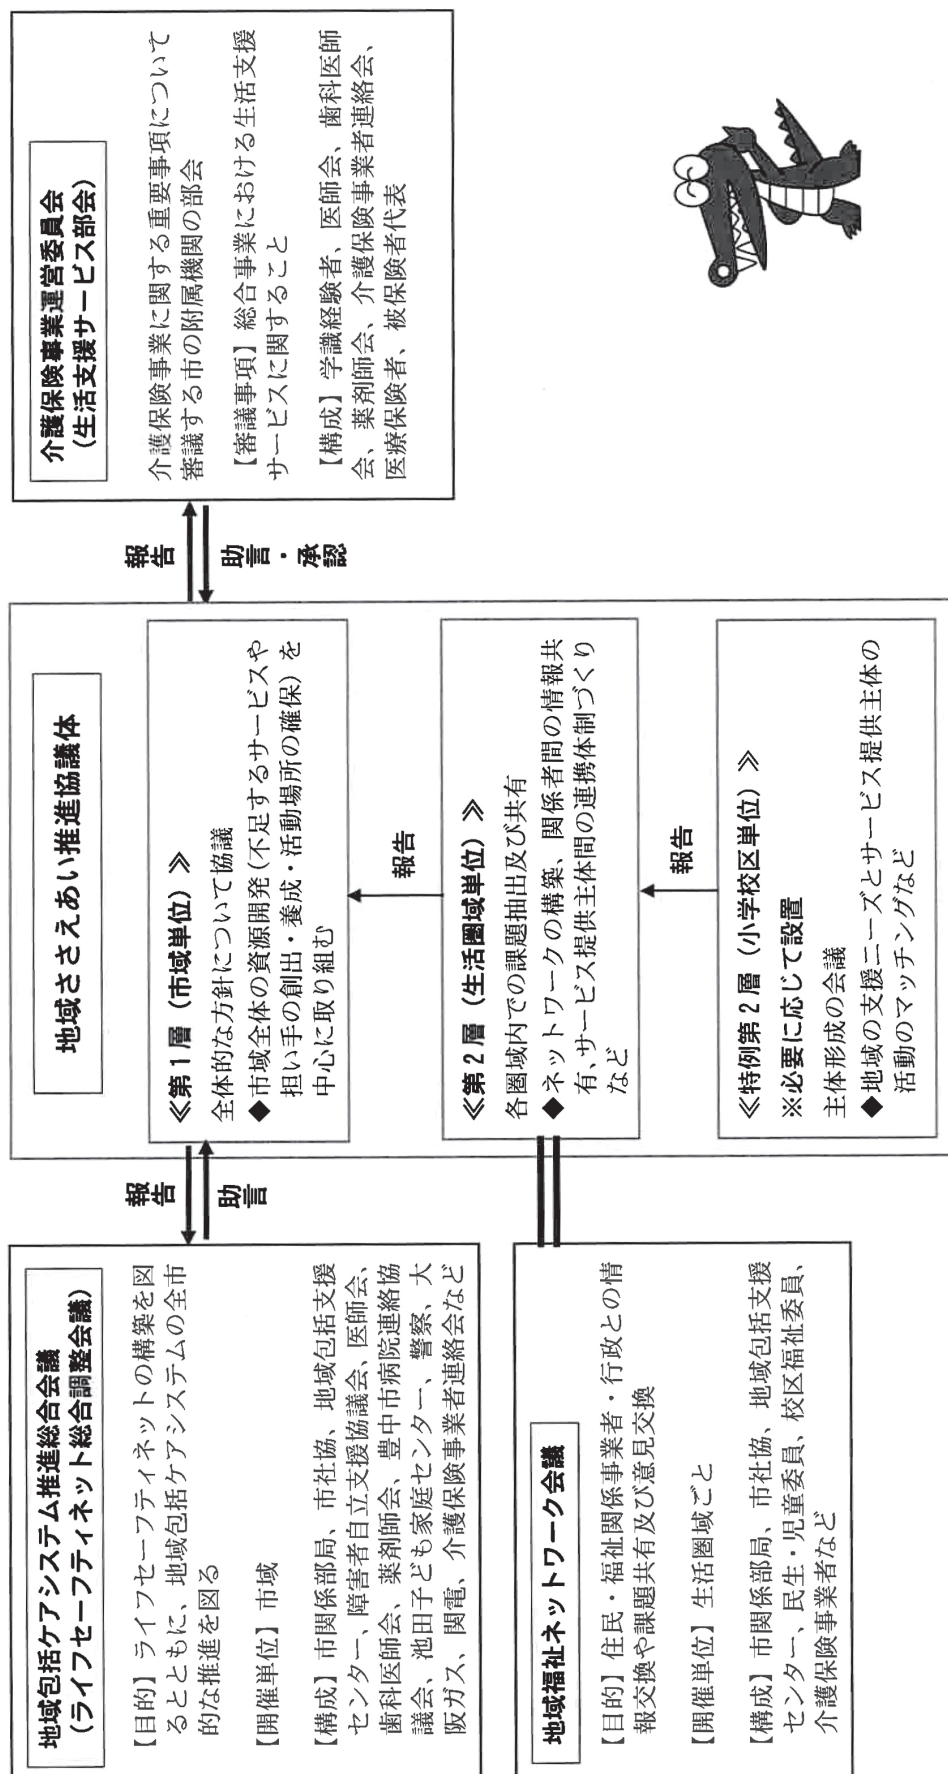 地域包括ケアシステム推進総合会議
（ライフセーフティネット総合調整会議）
【目的】ライフセーフティネットの構築を図
るとともに、地域包括ケアシステムの全市
的な推進を図る
【開催単位】市域
【構成】市関係部局、市社協、地域包括支援
センター、障害者自立支援協議会、医師会、
歯科医師会、薬剤師会、豊中市病院連絡協
議会、池田子ども家庭センター、警察、大
阪ガス、関電、介護保険事業者連絡会など
地域福祉ネットワーク会議
【目的】住民・福祉関係事業者・行政との情
報交換や課題共有及び意見交換
【開催単位】生活圏域ごと
【構成】市関係部局、市社協、地域包括支援
センター、民生・児童委員、校区福祉委員、
介護保険事業者など
報告
助言
地域ささえあい推進協議体
≪第１層（市域単位）≫
全体的な方針について協議
◆市域全体の資源開発（不足するサービスや
担い手の創出・養成・活動場所の確保）を
中心に取り組む
報告
≪第２層（生活圏域単位）≫
各圏域内での課題抽出及び共有
◆ネットワークの構築、関係者間の情報共
有、サービス提供主体間の連携体制づくり
など
報告
≪特例第２層（小学校区単位）≫
※必要に応じて設置
主体形成の会議
◆地域の支援ニーズとサービス提供主体の
活動のマッチングなど
報告
助言・承認
介護保険事業運営委員会
（生活支援サービス部会）
介護保険事業に関する重要事項について
審議する市の附属機関の部会
【審議事項】総合事業における生活支援
サービスに関すること
【構成】学識経験者、医師会、歯科医師
会、薬剤師会、介護保険事業者連絡会、
医療保険者、被保険者代表